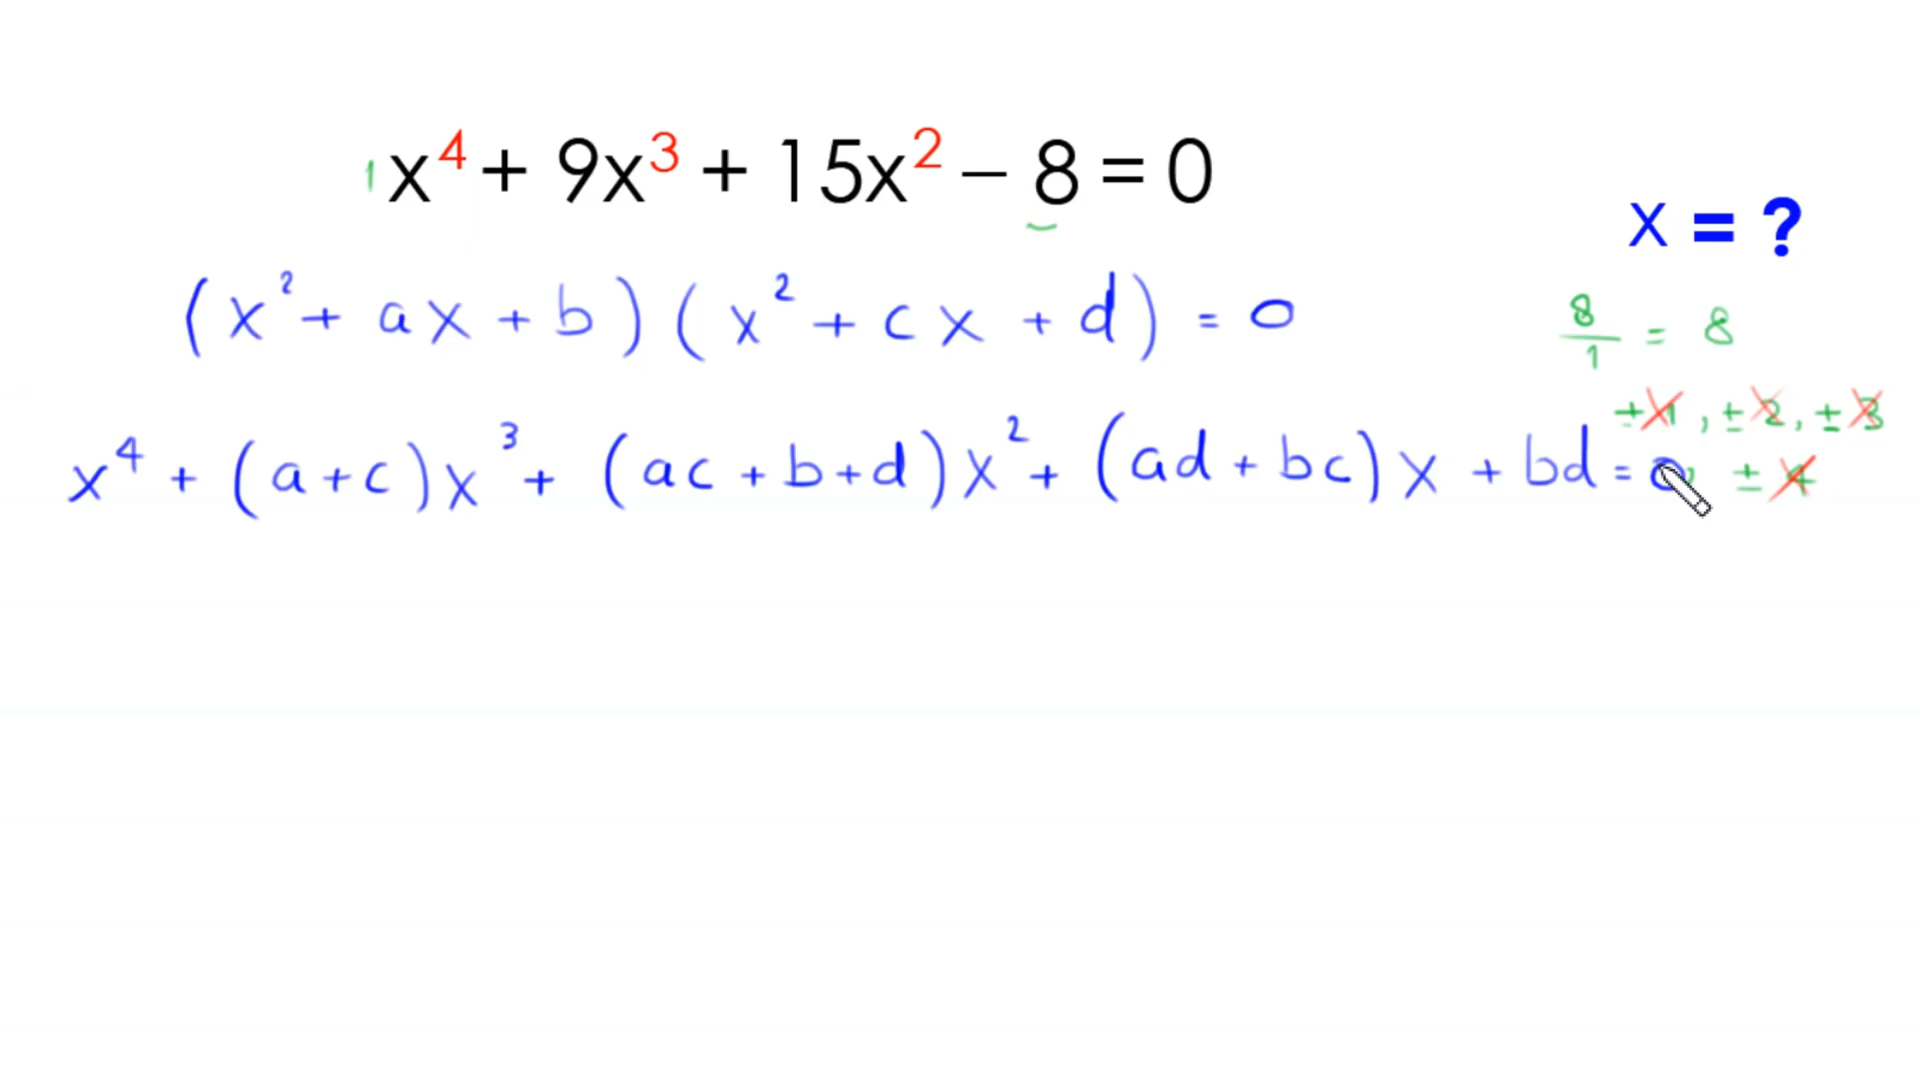 1x⁴ + 9x³ + 15x² – 8 = 0
x = ?
(x² + ax + b)(x² + cx + d) = 0
8/1 = 8
±1, ±2, ±3
x⁴ + (a+c)x³ + (ac+b+d)x² + (ad+bc)x + bd = 0
, ±4